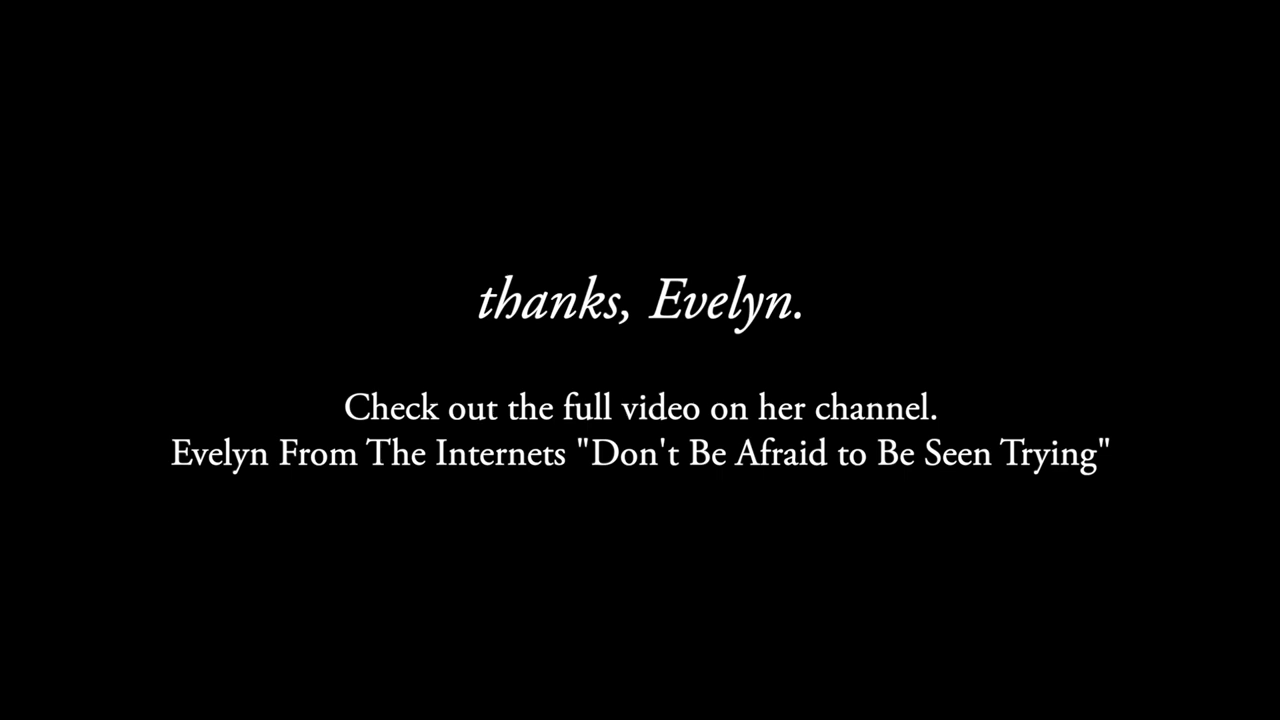 thanks, Evelyn.
Check out the full video on her channel.
Evelyn From The Internets "Don't Be Afraid to Be Seen Trying"